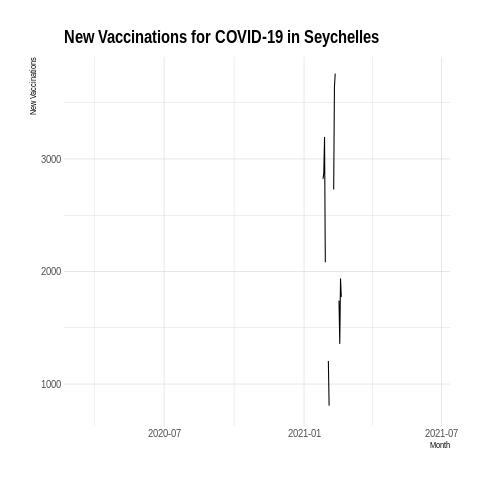 New Vaccinations for COVID-19 in Seychelles
New Vaccinations
3000
2000
1000
2020-07 2021-01 2021-07
Month